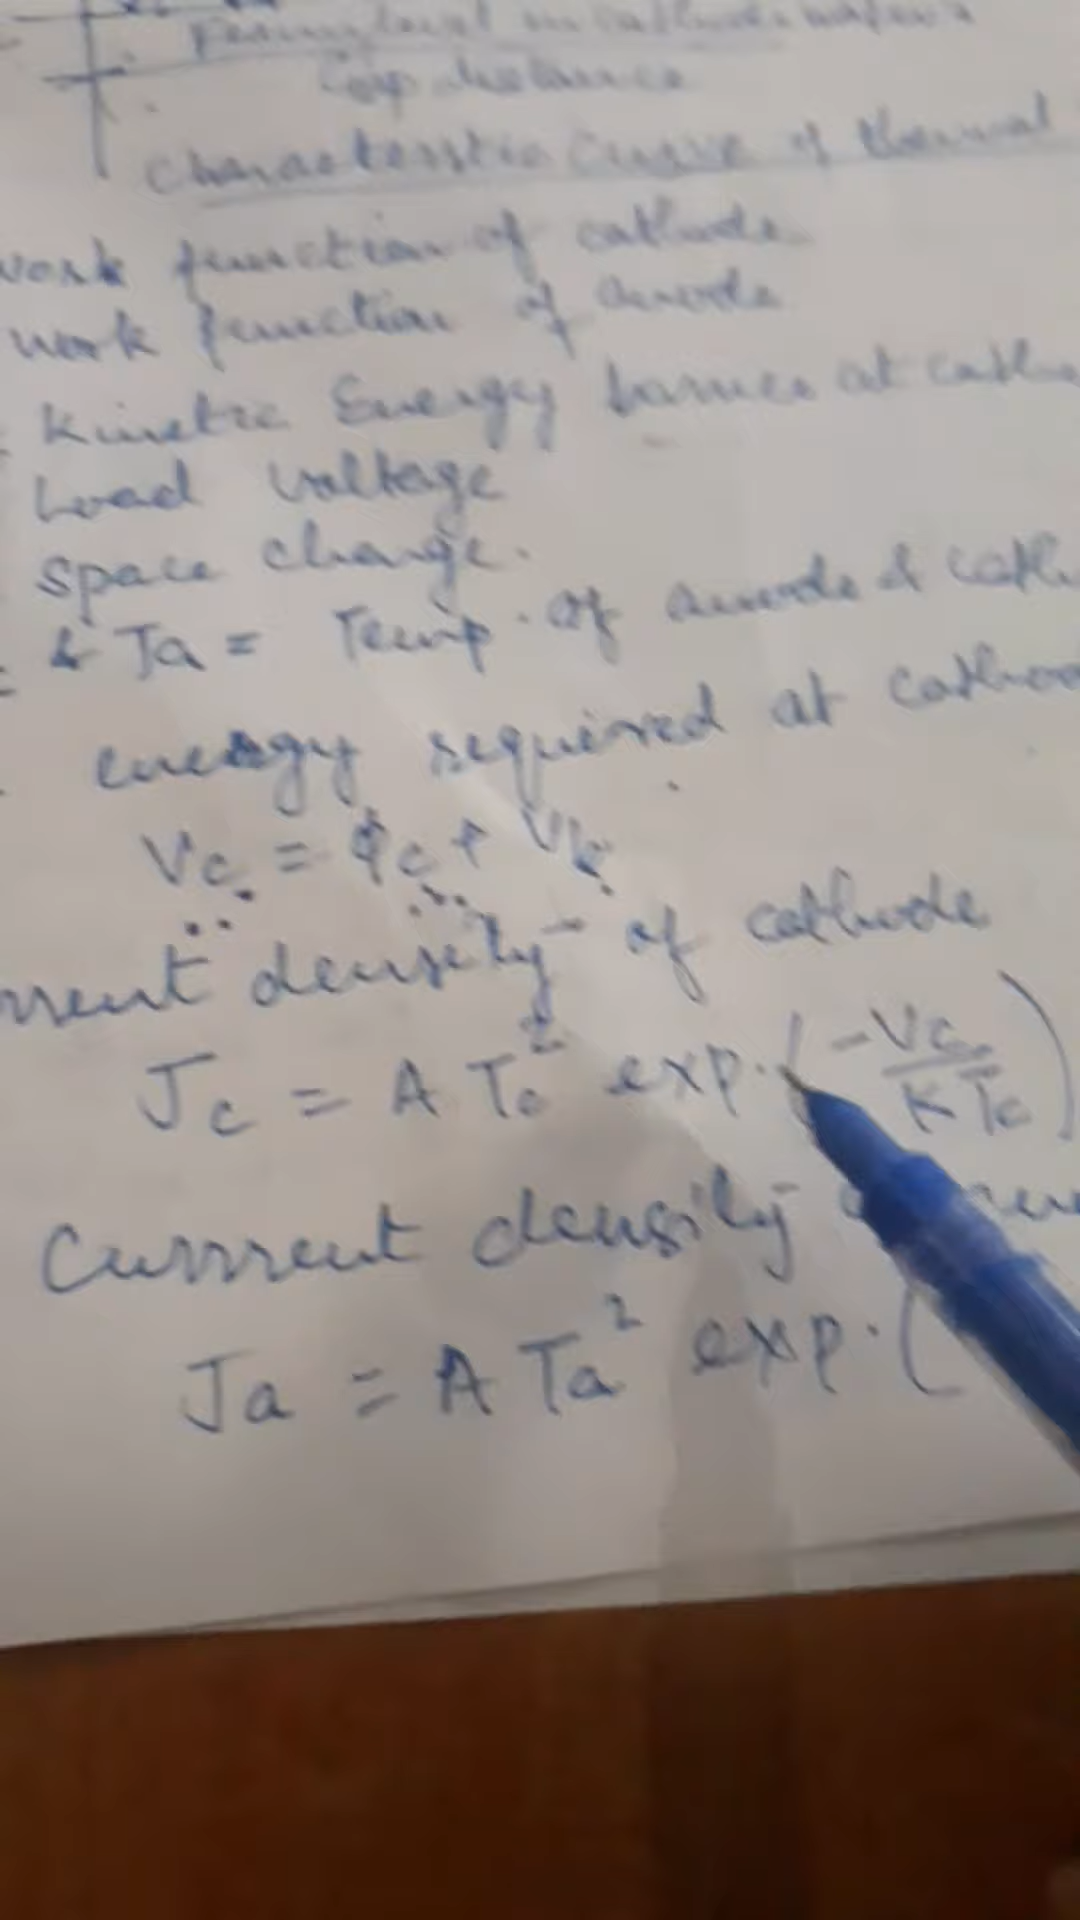 Gap distance
characteristic curve of thermal
work function of cathode
work function of anode
Kinetic Energy barrier at
Load Voltage
space charge.
& Ta = Temp. of anode &
energy required at
Vc = φc + Vk
density of cathode
Jc = A Tc² exp. (-Vc / KTc)
Current density
Ja = A Ta² exp. (